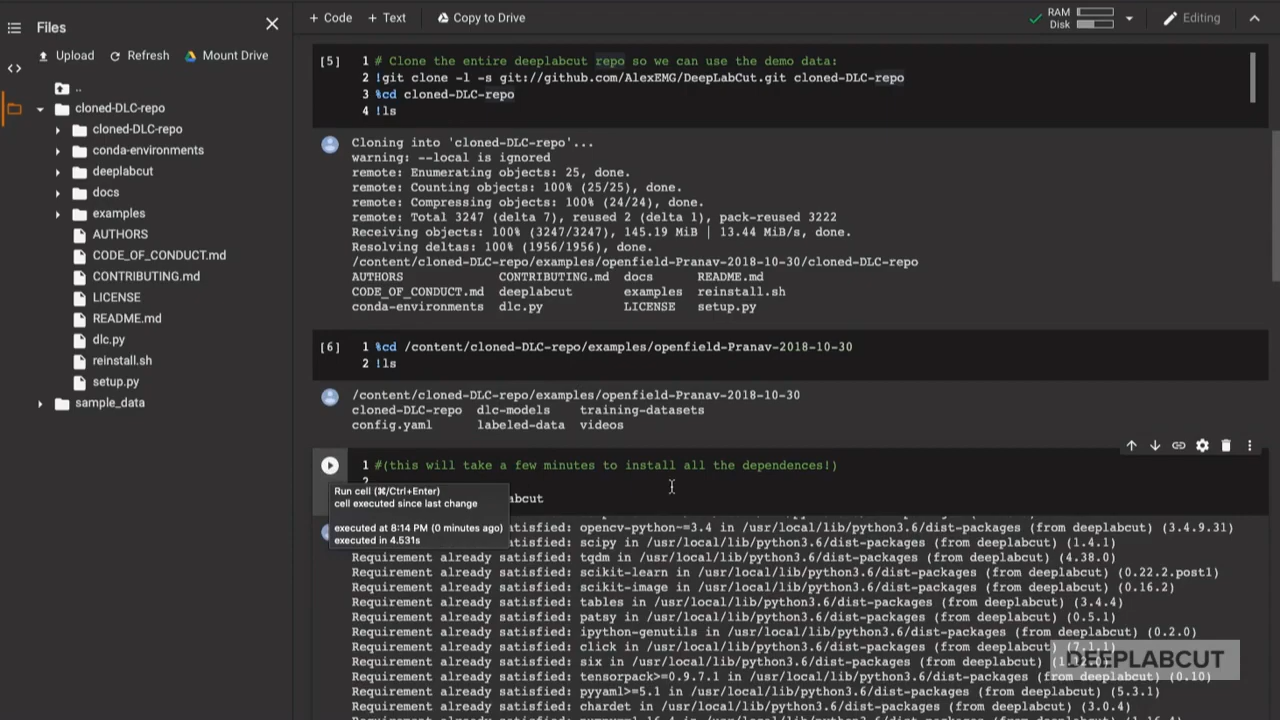 Files
Upload Refresh Mount Drive
..
cloned-DLC-repo
cloned-DLC-repo
conda-environments
deeplabcut
docs
examples
AUTHORS
CODE_OF_CONDUCT.md
CONTRIBUTING.md
LICENSE
README.md
dlc.py
reinstall.sh
setup.py
sample_data
+ Code + Text Copy to Drive
RAM
Disk
Editing
[5] 1 # Clone the entire deeplabcut repo so we can use the demo data:
2 !git clone -l -s git://github.com/AlexEMG/DeepLabCut.git cloned-DLC-repo
3 %cd cloned-DLC-repo
4 !ls
Cloning into 'cloned-DLC-repo'...
warning: --local is ignored
remote: Enumerating objects: 25, done.
remote: Counting objects: 100% (25/25), done.
remote: Compressing objects: 100% (24/24), done.
remote: Total 3247 (delta 7), reused 2 (delta 1), pack-reused 3222
Receiving objects: 100% (3247/3247), 145.19 MiB | 13.44 MiB/s, done.
Resolving deltas: 100% (1956/1956), done.
/content/cloned-DLC-repo/examples/openfield-Pranav-2018-10-30/cloned-DLC-repo
AUTHORS CONTRIBUTING.md docs README.md
CODE_OF_CONDUCT.md deeplabcut examples reinstall.sh
conda-environments dlc.py LICENSE setup.py
[6] 1 %cd /content/cloned-DLC-repo/examples/openfield-Pranav-2018-10-30
2 !ls
/content/cloned-DLC-repo/examples/openfield-Pranav-2018-10-30
cloned-DLC-repo dlc-models training-datasets
config.yaml labeled-data videos
1 #(this will take a few minutes to install all the dependences!)
2
abcut
Run cell (⌘/Ctrl+Enter)
cell executed since last change
executed at 8:14 PM (0 minutes ago)
executed in 4.531s
satisfied: opencv-python~=3.4 in /usr/local/lib/python3.6/dist-packages (from deeplabcut) (3.4.9.31)
satisfied: scipy in /usr/local/lib/python3.6/dist-packages (from deeplabcut) (1.4.1)
Requirement already satisfied: tqdm in /usr/local/lib/python3.6/dist-packages (from deeplabcut) (4.38.0)
Requirement already satisfied: scikit-learn in /usr/local/lib/python3.6/dist-packages (from deeplabcut) (0.22.2.post1)
Requirement already satisfied: scikit-image in /usr/local/lib/python3.6/dist-packages (from deeplabcut) (0.16.2)
Requirement already satisfied: tables in /usr/local/lib/python3.6/dist-packages (from deeplabcut) (3.4.4)
Requirement already satisfied: patsy in /usr/local/lib/python3.6/dist-packages (from deeplabcut) (0.5.1)
Requirement already satisfied: ipython-genutils in /usr/local/lib/python3.6/dist-packages (from deeplabcut) (0.2.0)
Requirement already satisfied: click in /usr/local/lib/python3.6/dist-packages (from deeplabcut) (7.1.1)
Requirement already satisfied: six in /usr/local/lib/python3.6/dist-packages (from deeplabcut)
Requirement already satisfied: tensorpack>=0.9.7.1 in /usr/local/lib/python3.6/dist-packages (from deeplabcut) (0.10)
Requirement already satisfied: pyyaml>=5.1 in /usr/local/lib/python3.6/dist-packages (from deeplabcut) (5.3.1)
Requirement already satisfied: chardet in /usr/local/lib/python3.6/dist-packages (from deeplabcut) (3.0.4)
DEEPLABCUT